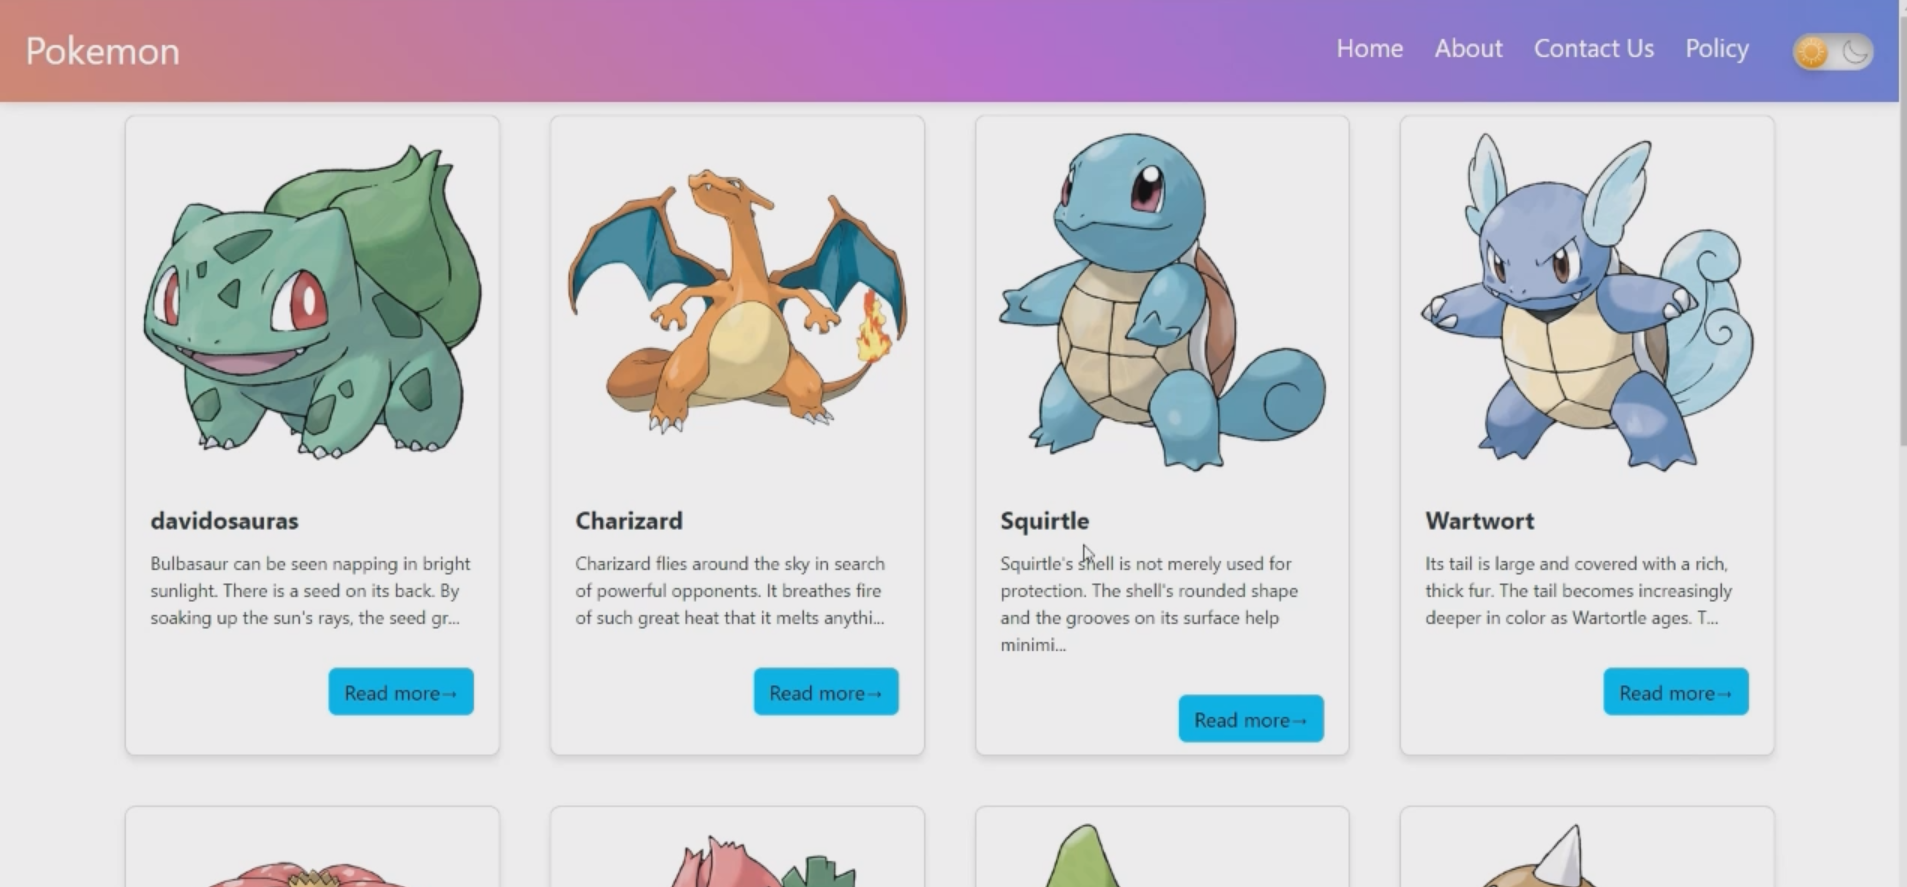 Pokemon
Home About Contact Us Policy
davidosauras
Bulbasaur can be seen napping in bright
sunlight. There is a seed on its back. By
soaking up the sun's rays, the seed gr...
Read more→
Charizard
Charizard flies around the sky in search
of powerful opponents. It breathes fire
of such great heat that it melts anythi...
Read more→
Squirtle
Squirtle's shell is not merely used for
protection. The shell's rounded shape
and the grooves on its surface help
minimi...
Read more→
Wartwort
Its tail is large and covered with a rich,
thick fur. The tail becomes increasingly
deeper in color as Wartortle ages. T...
Read more→